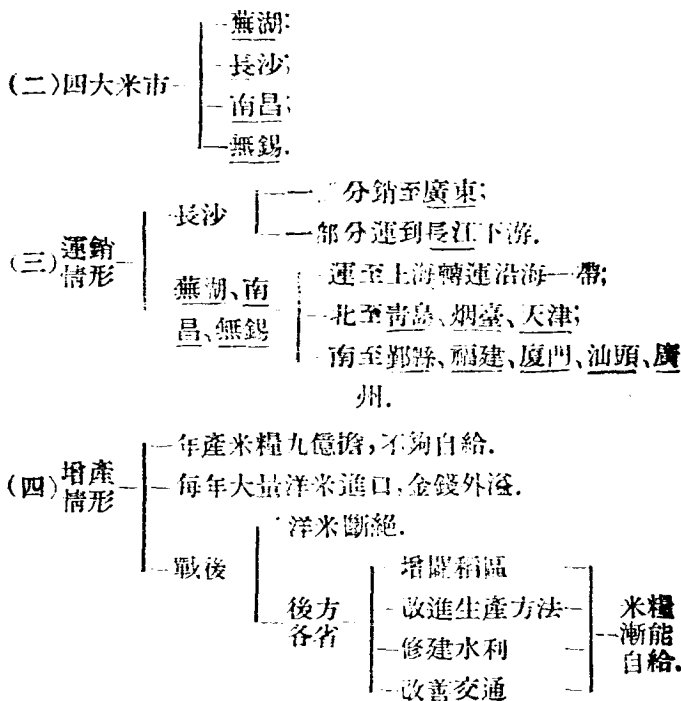 (二)四大米市
蕪湖;
長沙;
南昌;
無錫.
(三)運銷情形
長沙
一部分銷至廣東;
一部分運到長江下游.
蕪湖、南昌、無錫
運至上海轉運沿海一帶;
北至靑島、烟臺、天津;
南至鄞縣、福建、廈門、汕頭、廣
州.
(四)增產情形
年產米糧九億擔,不夠自給.
每年大量洋米進口,金錢外溢.
戰後
洋米斷絕.
後方各省
增闢稻區
改進生產方法
修建水利
改善交通
米糧漸能自給.